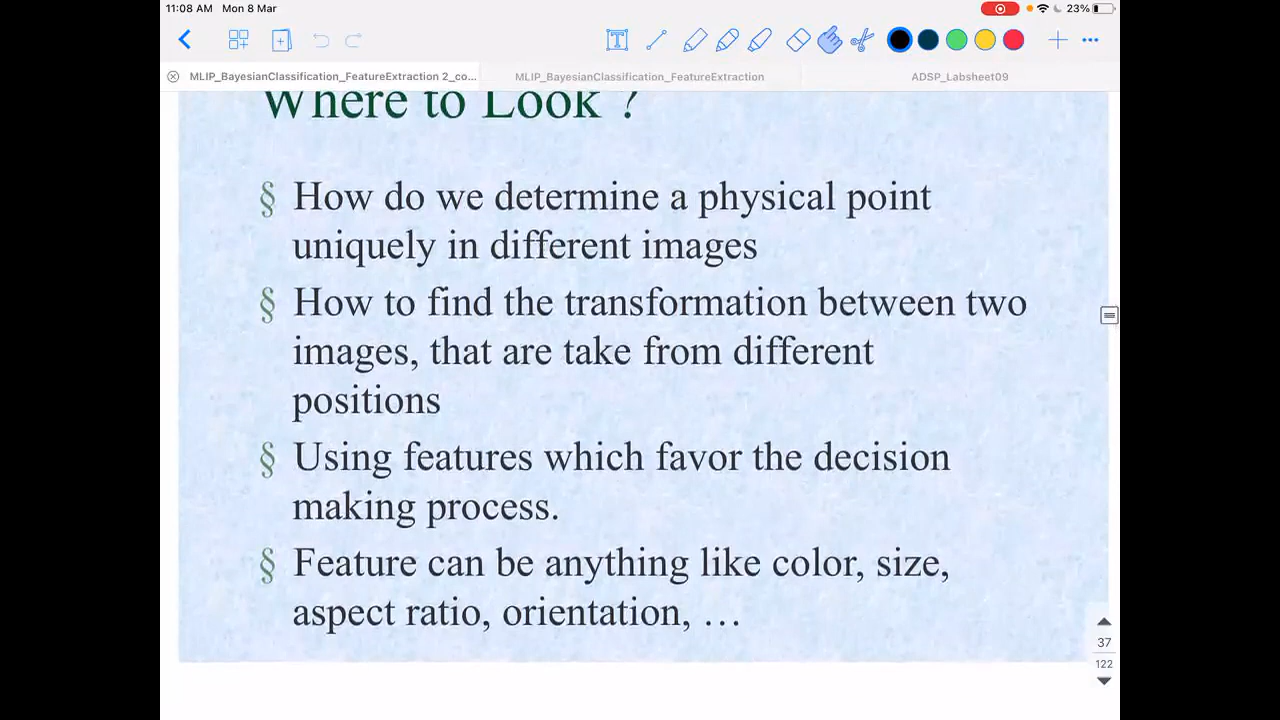 11:08 AM Mon 8 Mar
23%
MLIP_BayesianClassification_FeatureExtraction 2_co...
MLIP_BayesianClassification_FeatureExtraction
ADSP_Labsheet09
Where to Look ?
§ How do we determine a physical point
uniquely in different images
§ How to find the transformation between two
images, that are take from different
positions
§ Using features which favor the decision
making process.
§ Feature can be anything like color, size,
aspect ratio, orientation, …
37
122